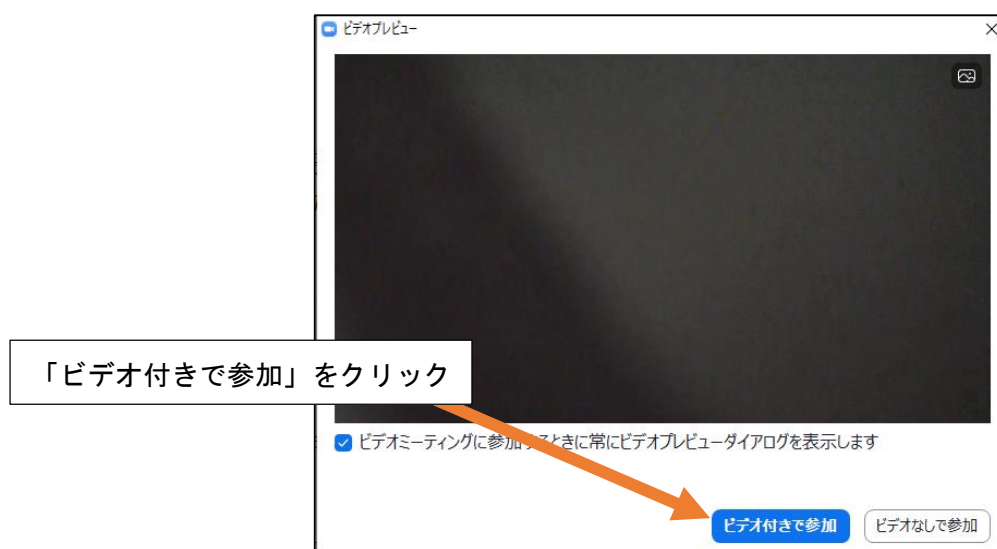 ビデオプレビュー
「ビデオ付きで参加」をクリック
ビデオミーティングに参加するときに常にビデオプレビューダイアログを表示します
ビデオ付きで参加
ビデオなしで参加